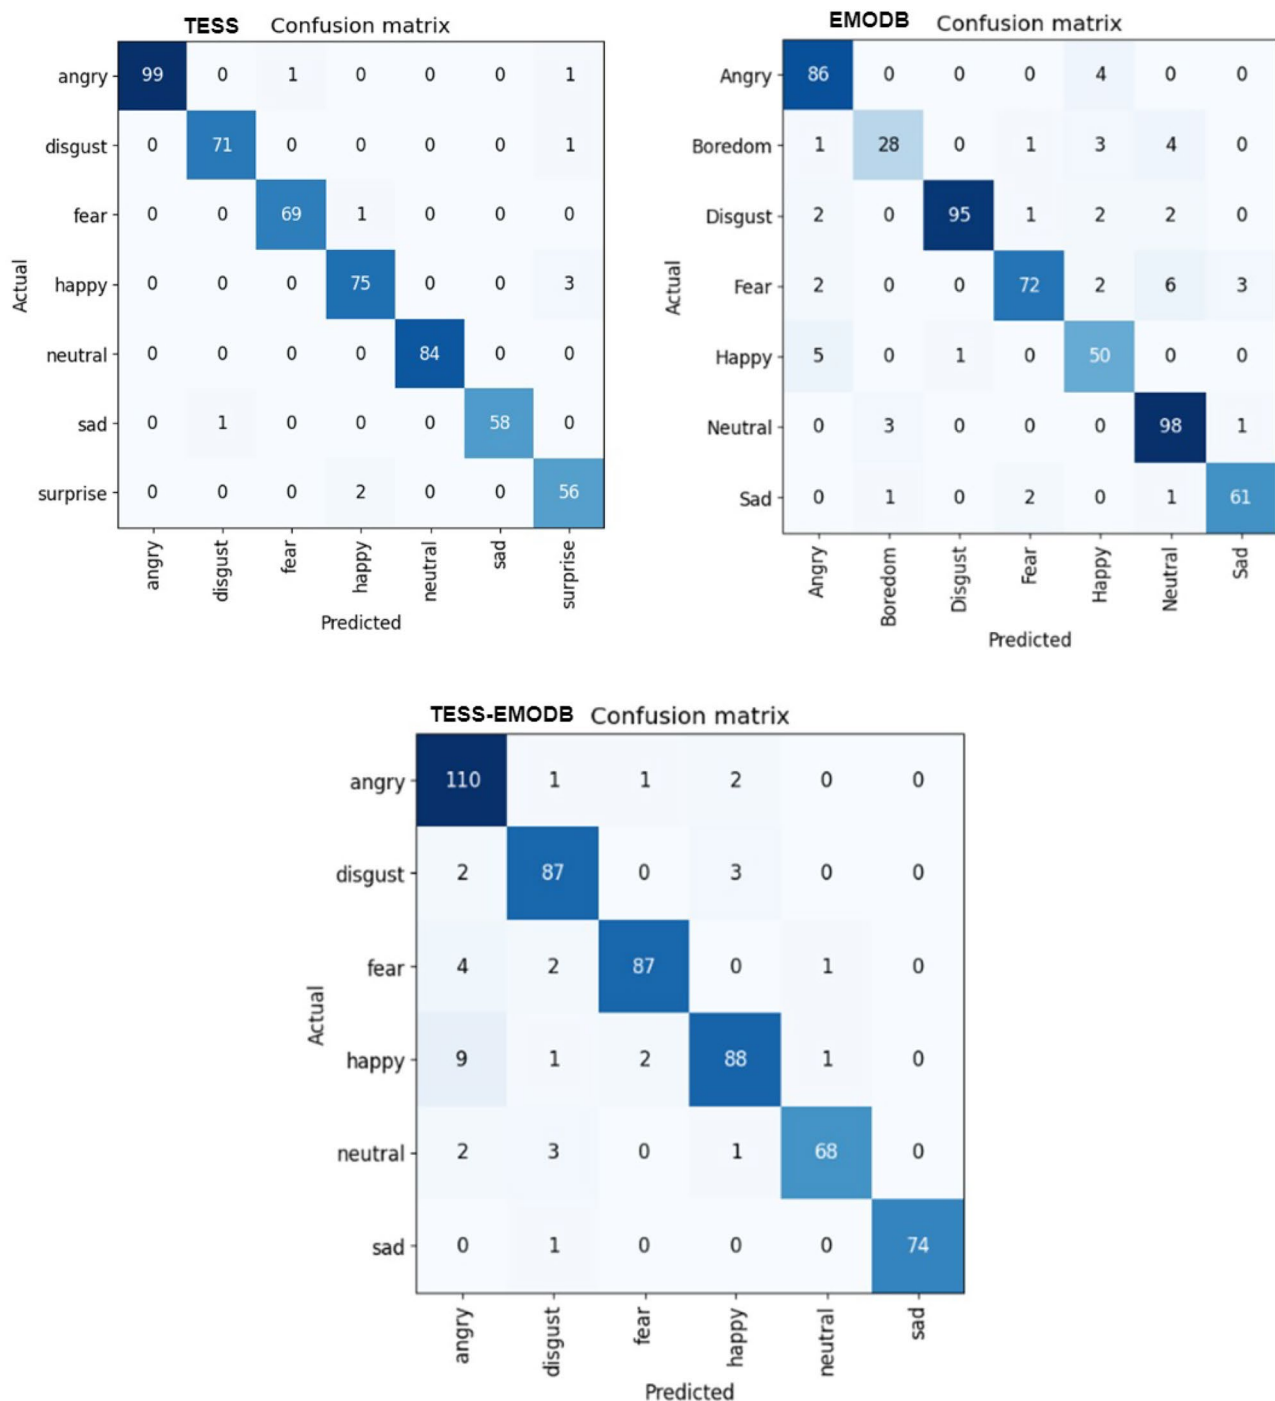 TESS Confusion matrix
angry 99 0 1 0 0 0 1
disgust 0 71 0 0 0 0 1
fear 0 0 69 1 0 0 0
happy 0 0 0 75 0 0 3
neutral 0 0 0 0 84 0 0
sad 0 1 0 0 0 58 0
surprise 0 0 0 2 0 0 56
Actual
angry disgust fear happy neutral sad surprise
Predicted
EMODB Confusion matrix
Angry 86 0 0 0 4 0 0
Boredom 1 28 0 1 3 4 0
Disgust 2 0 95 1 2 2 0
Fear 2 0 0 72 2 6 3
Happy 5 0 1 0 50 0 0
Neutral 0 3 0 0 0 98 1
Sad 0 1 0 2 0 1 61
Actual
Angry Boredom Disgust Fear Happy Neutral Sad
Predicted
TESS-EMODB Confusion matrix
angry 110 1 1 2 0 0
disgust 2 87 0 3 0 0
fear 4 2 87 0 1 0
happy 9 1 2 88 1 0
neutral 2 3 0 1 68 0
sad 0 1 0 0 0 74
Actual
angry disgust fear happy neutral sad
Predicted